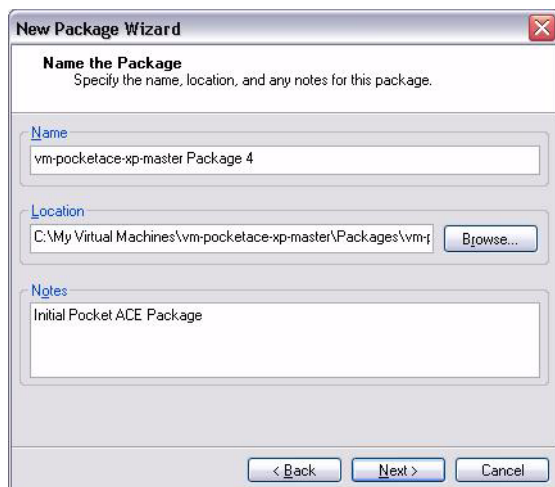 New Package Wizard
Name the Package
Specify the name, location, and any notes for this package.
Name
vm-pocketace-xp-master Package 4
Location
C:\My Virtual Machines\vm-pocketace-xp-master\Packages\vm-p
Browse...
Notes
Initial Pocket ACE Package
< Back
Next >
Cancel